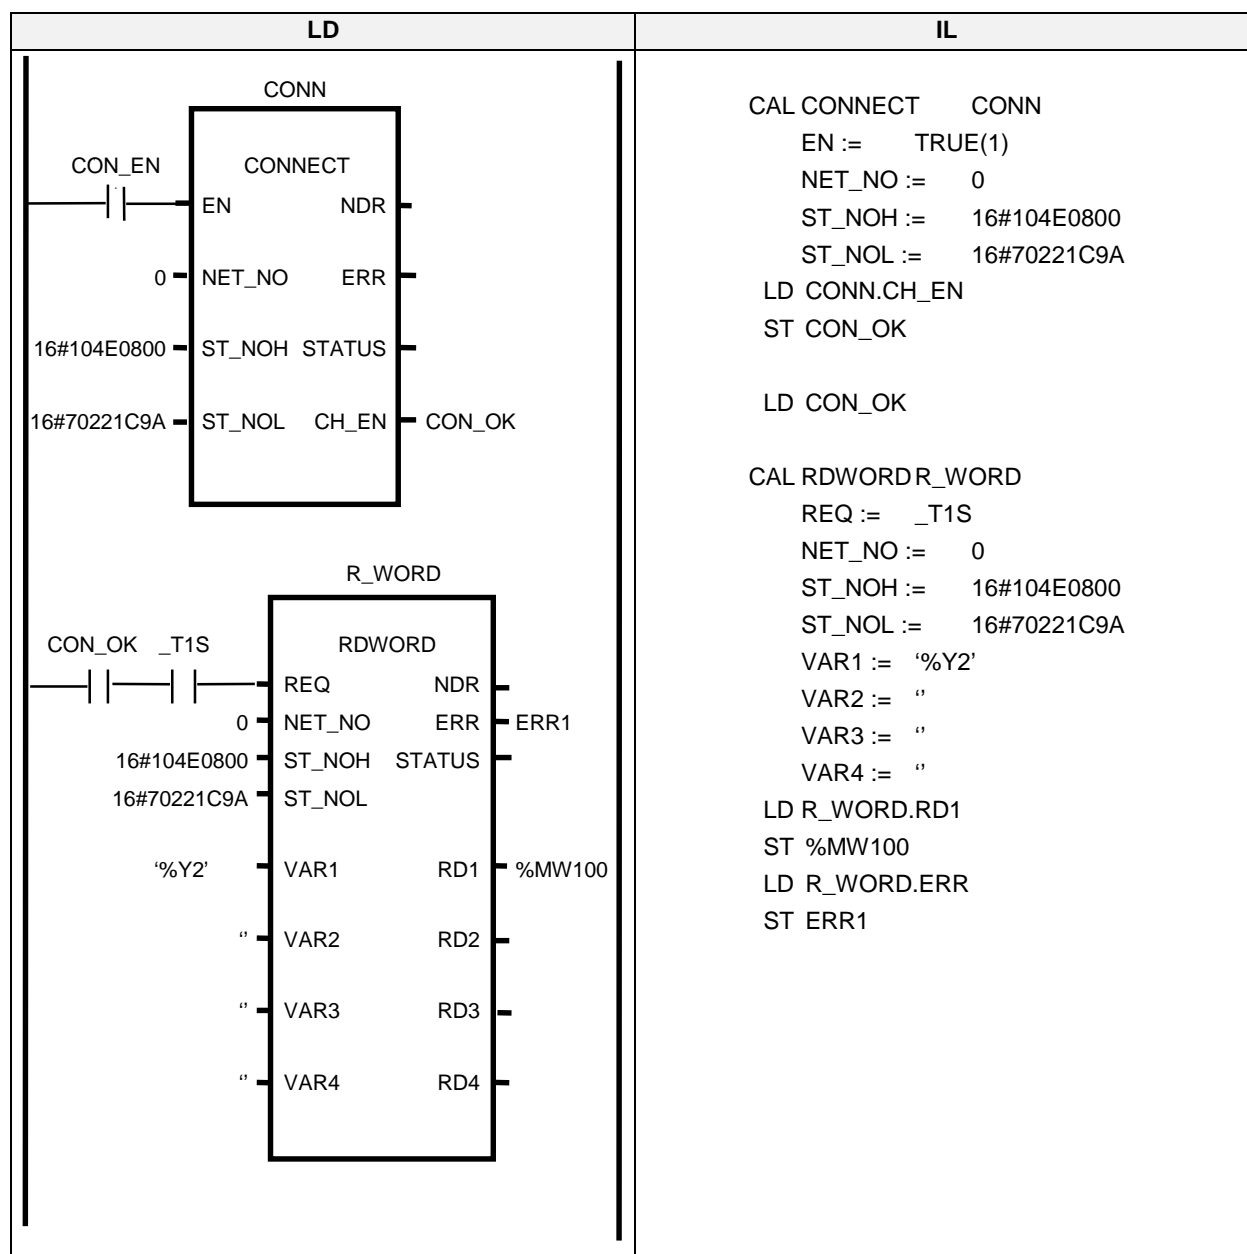 LD
IL
CONN
CON_EN
CONNECT
EN NDR
0 NET_NO ERR
16#104E0800 ST_NOH STATUS
16#70221C9A ST_NOL CH_EN CON_OK
R_WORD
CON_OK _T1S
RDWORD
REQ NDR
0 NET_NO ERR ERR1
16#104E0800 ST_NOH STATUS
16#70221C9A ST_NOL
‘%Y2’ VAR1 RD1 %MW100
‘’ VAR2 RD2
‘’ VAR3 RD3
‘’ VAR4 RD4
CAL CONNECT CONN
EN := TRUE(1)
NET_NO := 0
ST_NOH := 16#104E0800
ST_NOL := 16#70221C9A
LD CONN.CH_EN
ST CON_OK
LD CON_OK
CAL RDWORD R_WORD
REQ := _T1S
NET_NO := 0
ST_NOH := 16#104E0800
ST_NOL := 16#70221C9A
VAR1 := ‘%Y2’
VAR2 := ‘’
VAR3 := ‘’
VAR4 := ‘’
LD R_WORD.RD1
ST %MW100
LD R_WORD.ERR
ST ERR1